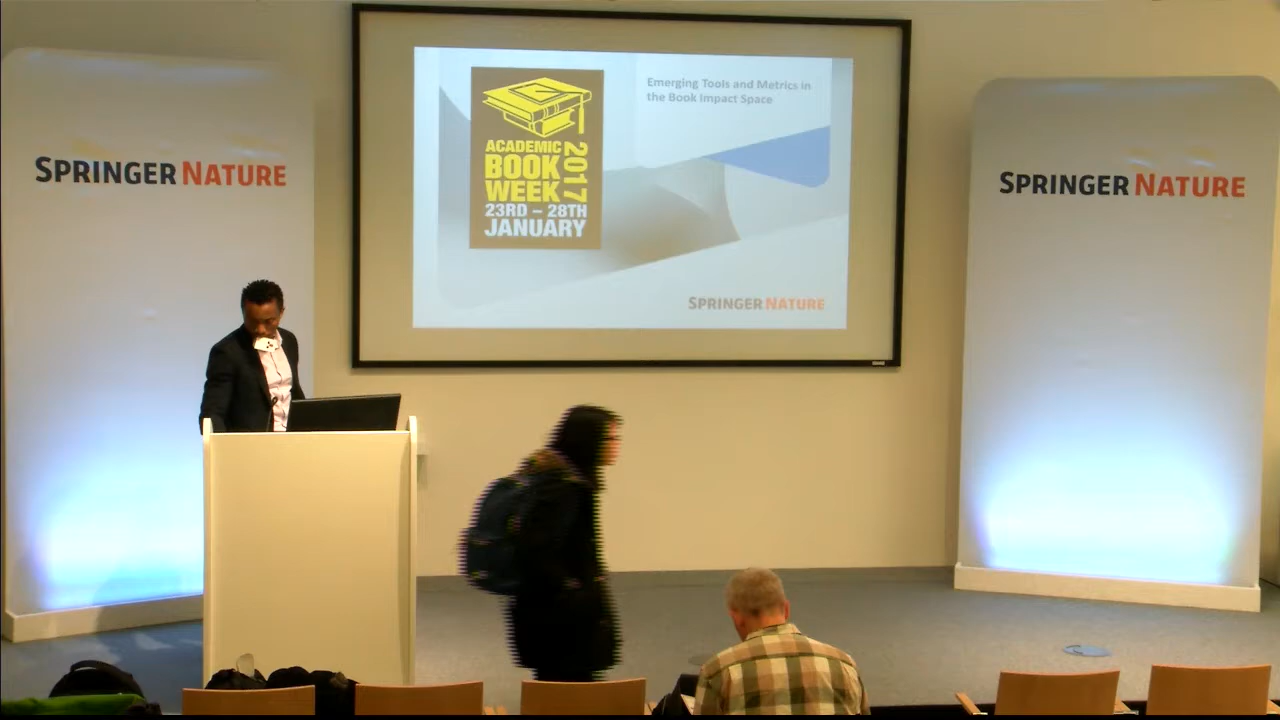 SPRINGER NATURE
ACADEMIC
BOOK
WEEK
2017
23RD – 28TH
JANUARY
Emerging Tools and Metrics in
the Book Impact Space
SPRINGER NATURE
SPRINGER NATURE